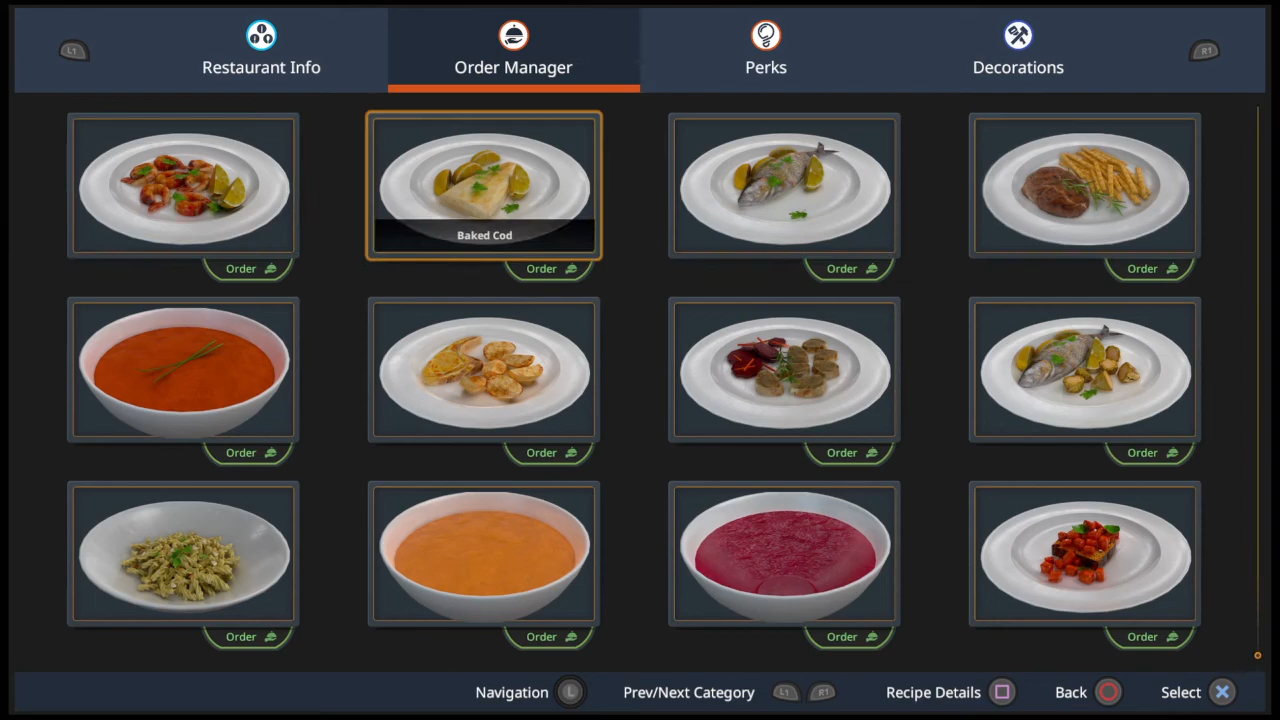 L1
Restaurant Info
Order Manager
Perks
Decorations
R1
Baked Cod
Order
Order
Order
Order
Order
Order
Order
Order
Order
Order
Order
Order
Navigation L
Prev/Next Category L1 R1
Recipe Details
Back
Select